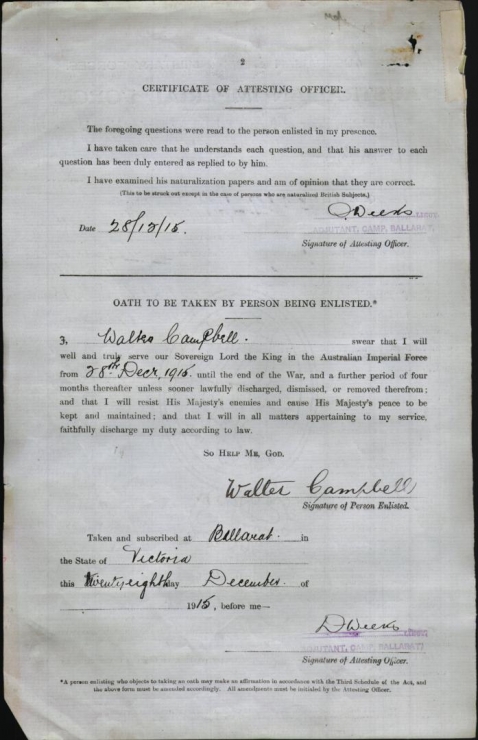 2
CERTIFICATE OF ATTESTING OFFICER.
The foregoing questions were read to the person enlisted in my presence.
I have taken care that he understands each question, and that his answer to each
question has been duly entered as replied to by him.
I have examined his naturalization papers and am of opinion that they are correct.
(This to be struck out except in the case of persons who are naturalized British Subjects.)
Weeks
ADJUTANT, CAMP, BALLARAT
Date 28/12/15.
Signature of Attesting Officer.
OATH TO BE TAKEN BY PERSON BEING ENLISTED.*
I, Walter Campbell. swear that I will
well and truly serve our Sovereign Lord the King in the Australian Imperial Force
from 28th Decr, 1915. until the end of the War, and a further period of four
months thereafter unless sooner lawfully discharged, dismissed, or removed therefrom;
and that I will resist His Majesty's enemies and cause His Majesty's peace to be
kept and maintained; and that I will in all matters appertaining to my service,
faithfully discharge my duty according to law.
SO HELP ME, GOD.
Walter Campbell
Signature of Person Enlisted.
Taken and subscribed at Ballarat. in
the State of Victoria
this Twentyeighth day December. of
1915, before me—
Weeks
ADJUTANT, CAMP, BALLARAT
Signature of Attesting Officer.
*A person enlisting who objects to taking an oath may make an affirmation in accordance with the Third Schedule of the Act, and
the above form must be amended accordingly. All amendments must be initialed by the Attesting Officer.